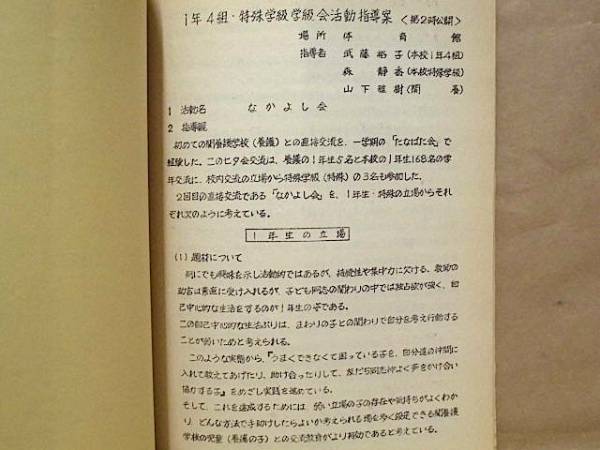 1年4組・特殊学級学級会活動指導案 〈第2時公開〉
場所 体育館
指導者 武藤裕子(本校1年4組)
森 静香(本校特殊学級)
山下雅樹(関養)
1 活動名 なかよし会
2 指導観
初めての関養護学校(養護)との直接交流を、一学期の「たなばた会」で
経験した。この七夕会交流は、養護の1年生5名と本校の1年生168名の学
年交流に、校内交流の立場から特殊学級(特殊)の3名も参加した。
2回目の直接交流である「なかよし会」を、1年生・特殊の立場からそれ
ぞれ次のように考えている。
1年生の立場
(1) 題材について
何にでも興味を示し活動的ではあるが、持続性や集中力に欠ける。教師の
助言は素直に受け入れるが、子ども同志の関わりの中では独占欲が強く、自
己中心的な生活をするのが1年生の姿である。
この自己中心的な生活ぶりは、まわりの子との関わりで自分を考え行動する
ことが弱いためと考えられる。
このような実態から、『うまくできなくて困っている子を、自分達の仲間に
入れて教えてあげたり、助け合ったりして、友だち同志仲よく声をかけ合い
協力する子』をめざし実践を進めている。
そして、これを達成するためには、弱い立場の子の存在や気持ちがよくわか
り、どんな方法で手助けしたらよいか考えられる場を多く設定できる関養護
学校の児童(養護の子)との交流教育がより有効であると考えている。